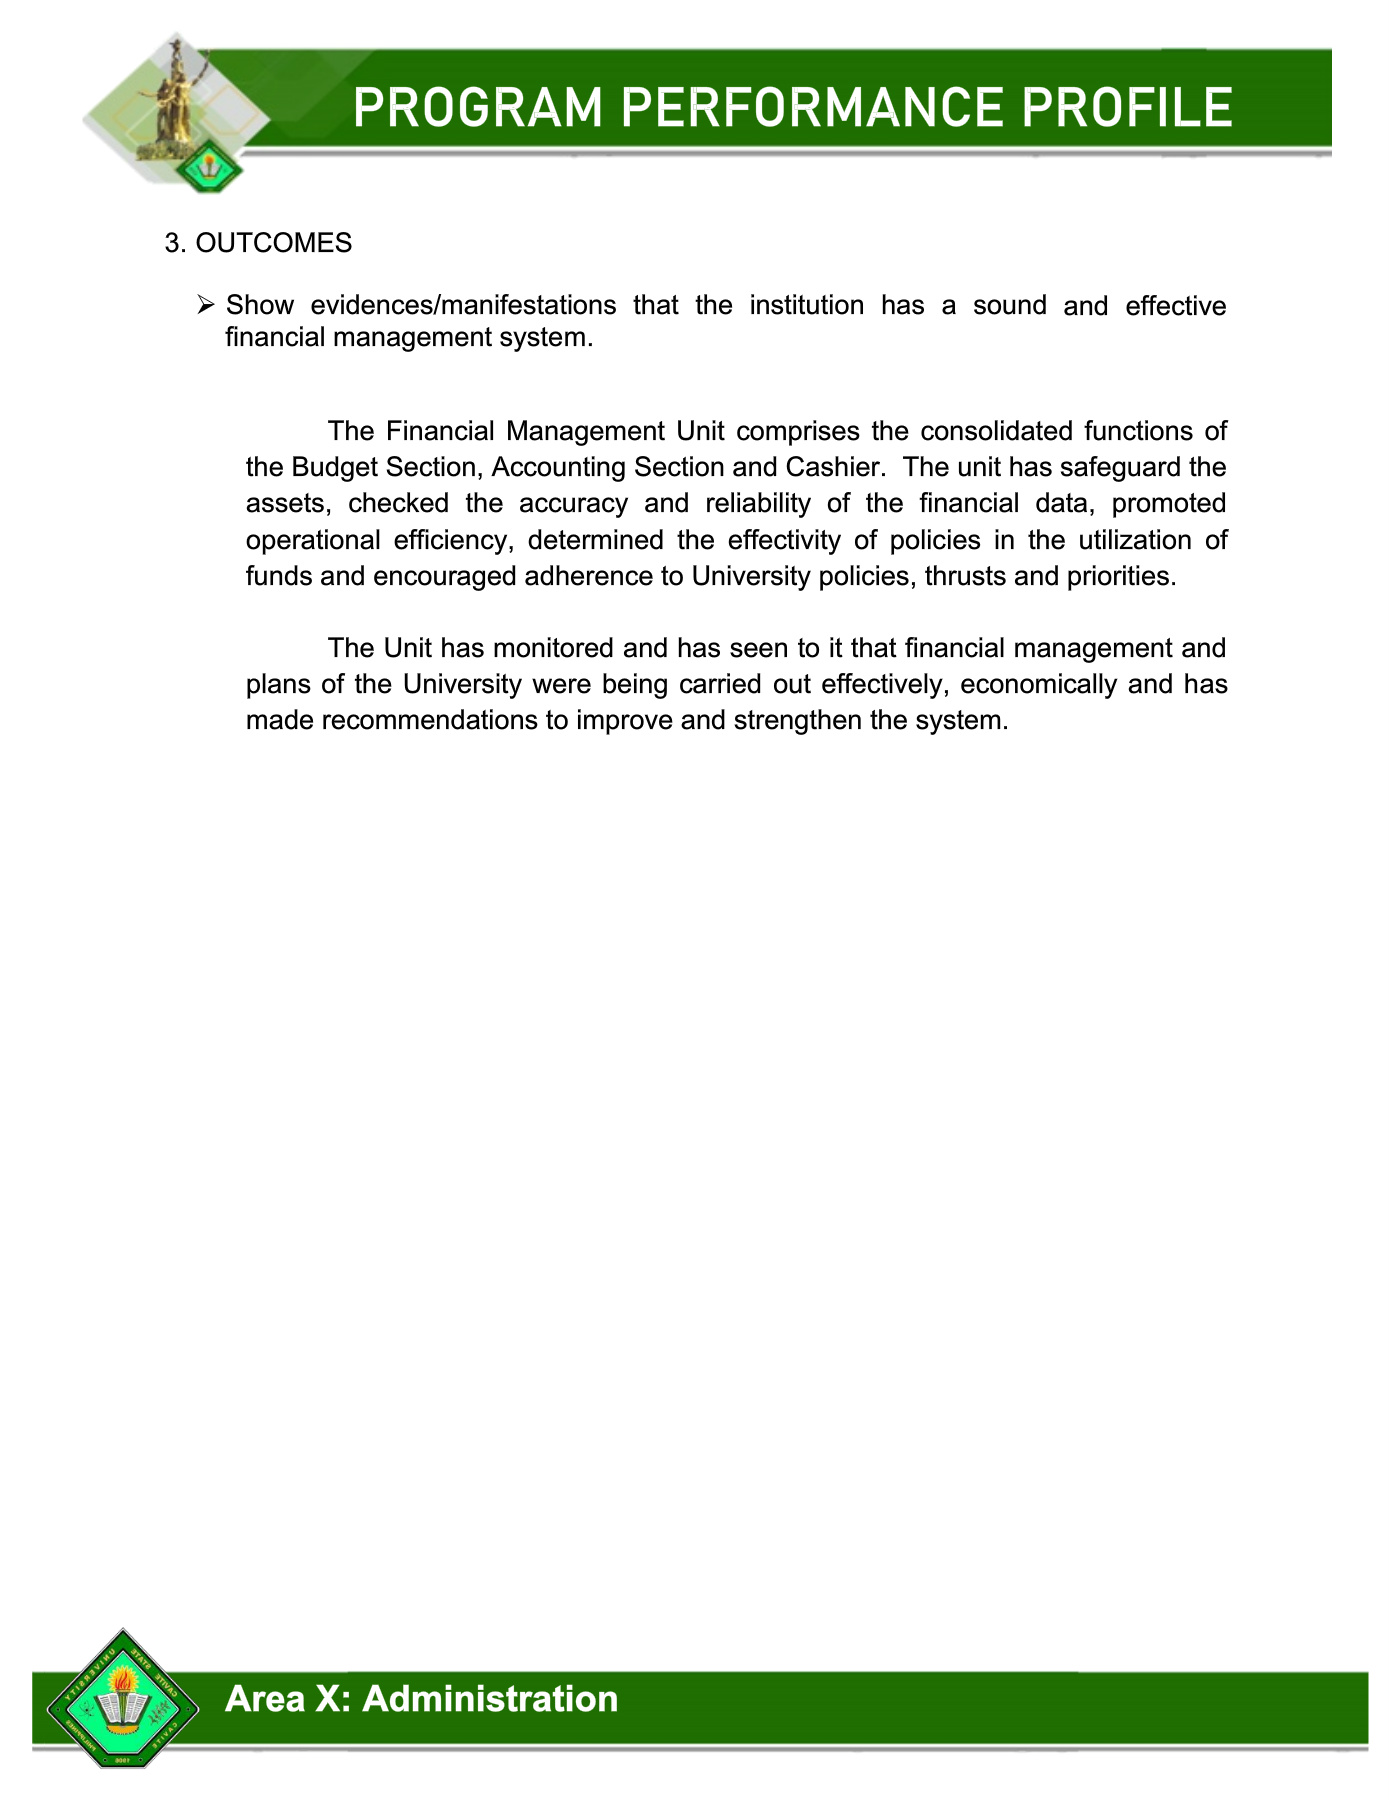 PROGRAM PERFORMANCE PROFILE
3. OUTCOMES
➢ Show evidences/manifestations that the institution has a sound and effective
financial management system.
The Financial Management Unit comprises the consolidated functions of
the Budget Section, Accounting Section and Cashier. The unit has safeguard the
assets, checked the accuracy and reliability of the financial data, promoted
operational efficiency, determined the effectivity of policies in the utilization of
funds and encouraged adherence to University policies, thrusts and priorities.
The Unit has monitored and has seen to it that financial management and
plans of the University were being carried out effectively, economically and has
made recommendations to improve and strengthen the system.
CAVITE STATE UNIVERSITY
CAVITE
PHILIPPINES
Area X: Administration